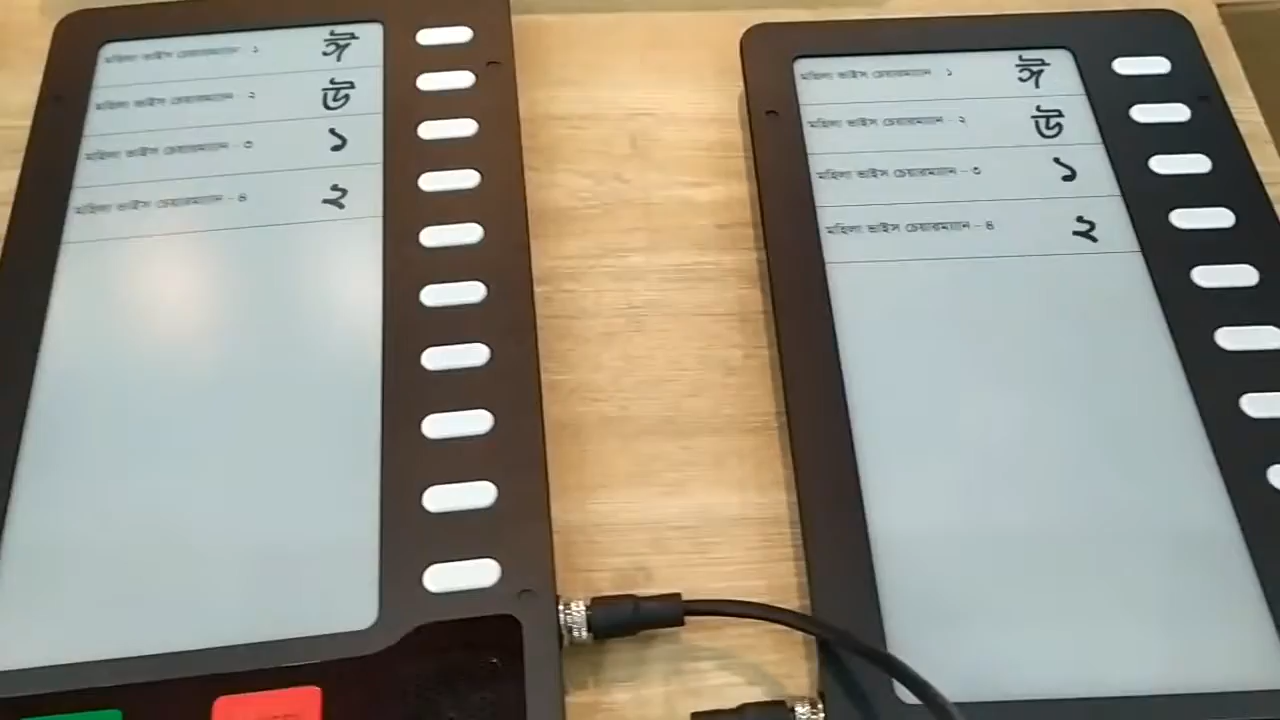 মহিলা ভাইস চেয়ারম্যান - ১ ঈ
মহিলা ভাইস চেয়ারম্যান - ২ উ
মহিলা ভাইস চেয়ারম্যান - ৩ ১
মহিলা ভাইস চেয়ারম্যান - ৪ ২
মহিলা ভাইস চেয়ারম্যান - ১ ঈ
মহিলা ভাইস চেয়ারম্যান - ২ উ
মহিলা ভাইস চেয়ারম্যান - ৩ ১
মহিলা ভাইস চেয়ারম্যান - ৪ ২